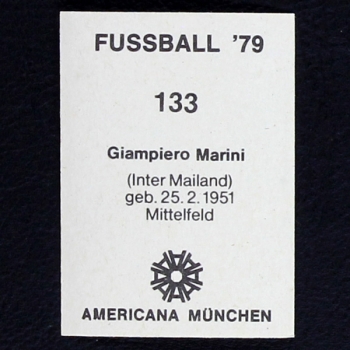 FUSSBALL '79
133
Giampiero Marini
(Inter Mailand)
geb. 25. 2. 1951
Mittelfeld
AMERICANA MÜNCHEN